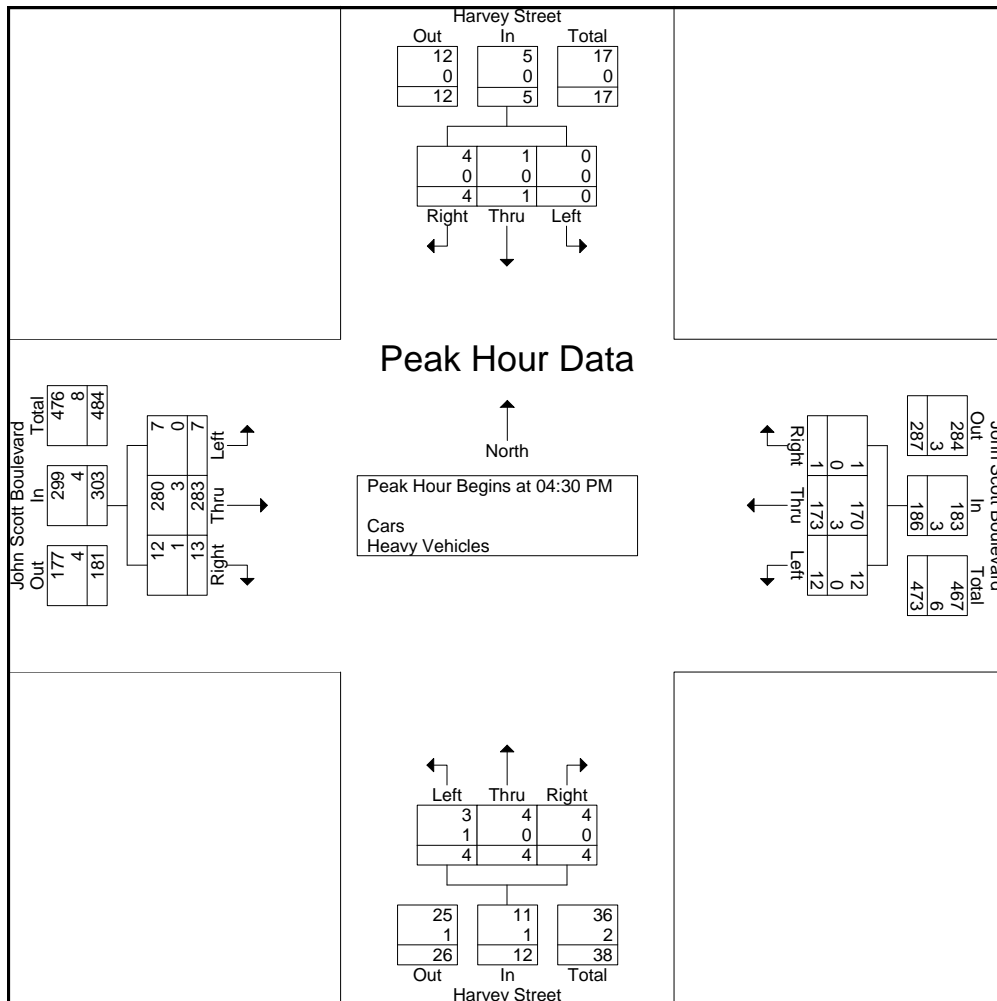 Harvey Street
Out In Total
12 5 17
0 0 0
12 5 17
4 1 0
0 0 0
4 1 0
Right Thru Left
Peak Hour Data
North
Peak Hour Begins at 04:30 PM
Cars
Heavy Vehicles
John Scott Boulevard
Total In Out
476 299 177
8 4 4
484 303 181
7 280 12
0 3 1
7 283 13
Left Thru Right
John Scott Boulevard
Out In Total
284 183 467
3 3 6
287 186 473
1 170 12
0 3 0
1 173 12
Right Thru Left
Left Thru Right
3 4 4
1 0 0
4 4 4
25 11 36
1 1 2
26 12 38
Out In Total
Harvey Street